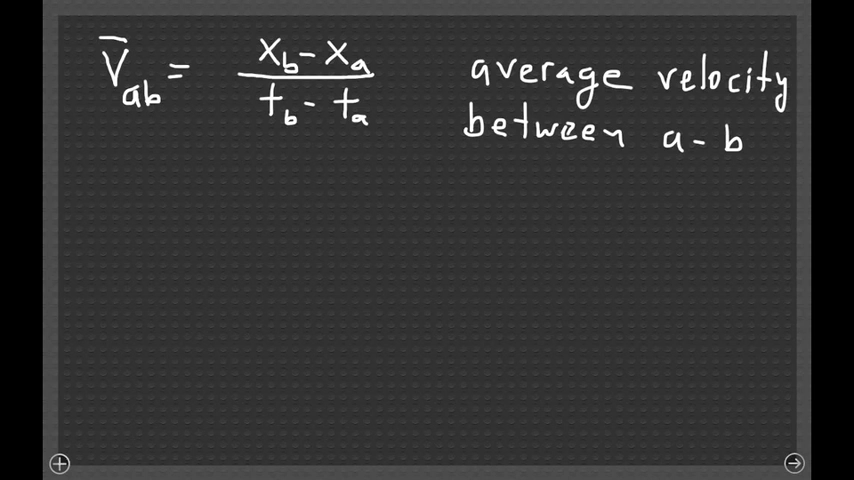 V̄ab = (xb - xa) / (tb - ta)
average velocity
between a - b